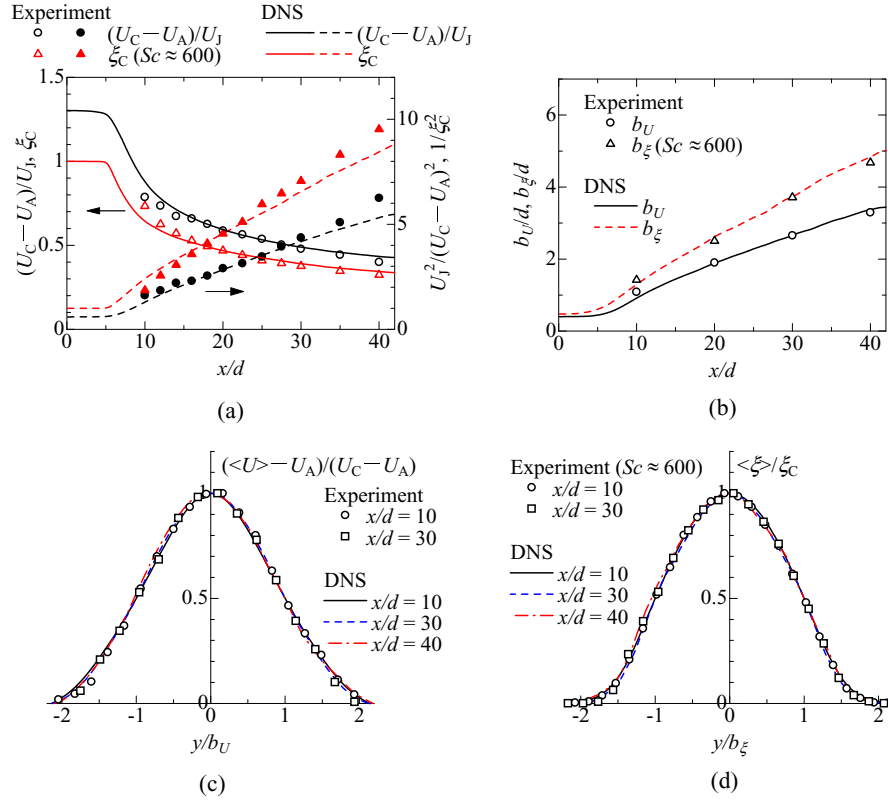 Experiment DNS
(U_C−U_A)/U_J (U_C−U_A)/U_J
ξ_C (Sc ≈ 600) ξ_C
1.5
1
0.5
0
(U_C−U_A)/U_J, ξ_C
10
5
0
U_J^2/(U_C−U_A)^2, 1/ξ_C^2
0 10 20 30 40
x/d
(a)
Experiment
b_U
b_ξ (Sc ≈ 600)
DNS
b_U
b_ξ
6
4
2
0
b_U/d, b_ξ/d
0 10 20 30 40
x/d
(b)
(<U>−U_A)/(U_C−U_A)
Experiment
x/d = 10
x/d = 30
DNS
x/d = 10
x/d = 30
x/d = 40
1
0.5
0
-2 -1 0 1 2
y/b_U
(c)
Experiment (Sc ≈ 600) <ξ>/ξ_C
x/d = 10
x/d = 30
DNS
x/d = 10
x/d = 30
x/d = 40
1
0.5
0
-2 -1 0 1 2
y/b_ξ
(d)